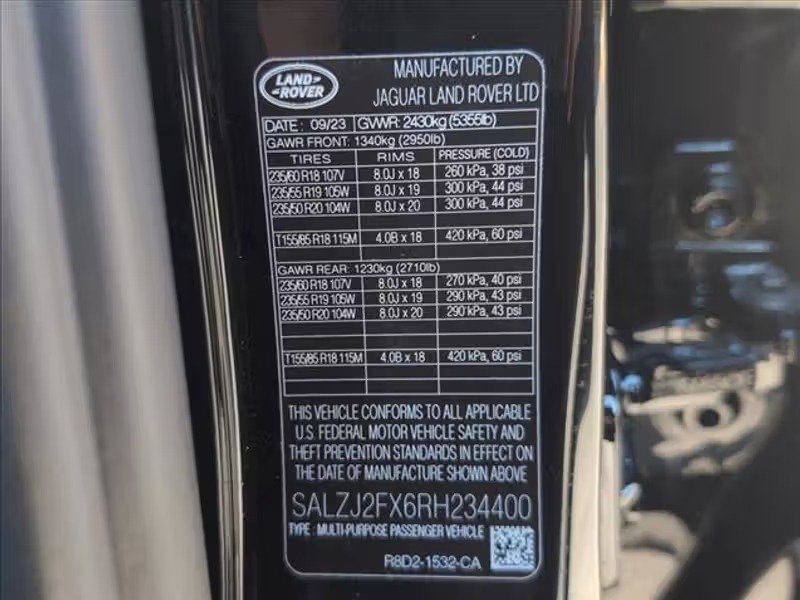 LAND-
-ROVER
MANUFACTURED BY
JAGUAR LAND ROVER LTD
DATE: 09/23 GVWR: 2430kg (5355lb)
GAWR FRONT: 1340kg (2950lb)
TIRES RIMS PRESSURE (COLD)
235/60 R18 107V 8.0J x 18 260 kPa, 38 psi
235/55 R19 105W 8.0J x 19 300 kPa, 44 psi
235/50 R20 104W 8.0J x 20 300 kPa, 44 psi
T155/85 R18 115M 4.0B x 18 420 kPa, 60 psi
GAWR REAR: 1230kg (2710lb)
235/60 R18 107V 8.0J x 18 270 kPa, 40 psi
235/55 R19 105W 8.0J x 19 290 kPa, 43 psi
235/50 R20 104W 8.0J x 20 290 kPa, 43 psi
T155/85 R18 115M 4.0B x 18 420 kPa, 60 psi
THIS VEHICLE CONFORMS TO ALL APPLICABLE
U.S. FEDERAL MOTOR VEHICLE SAFETY AND
THEFT PREVENTION STANDARDS IN EFFECT ON
THE DATE OF MANUFACTURE SHOWN ABOVE
SALZJ2FX6RH234400
TYPE : MULTI-PURPOSE PASSENGER VEHICLE
R8D2-1532-CA